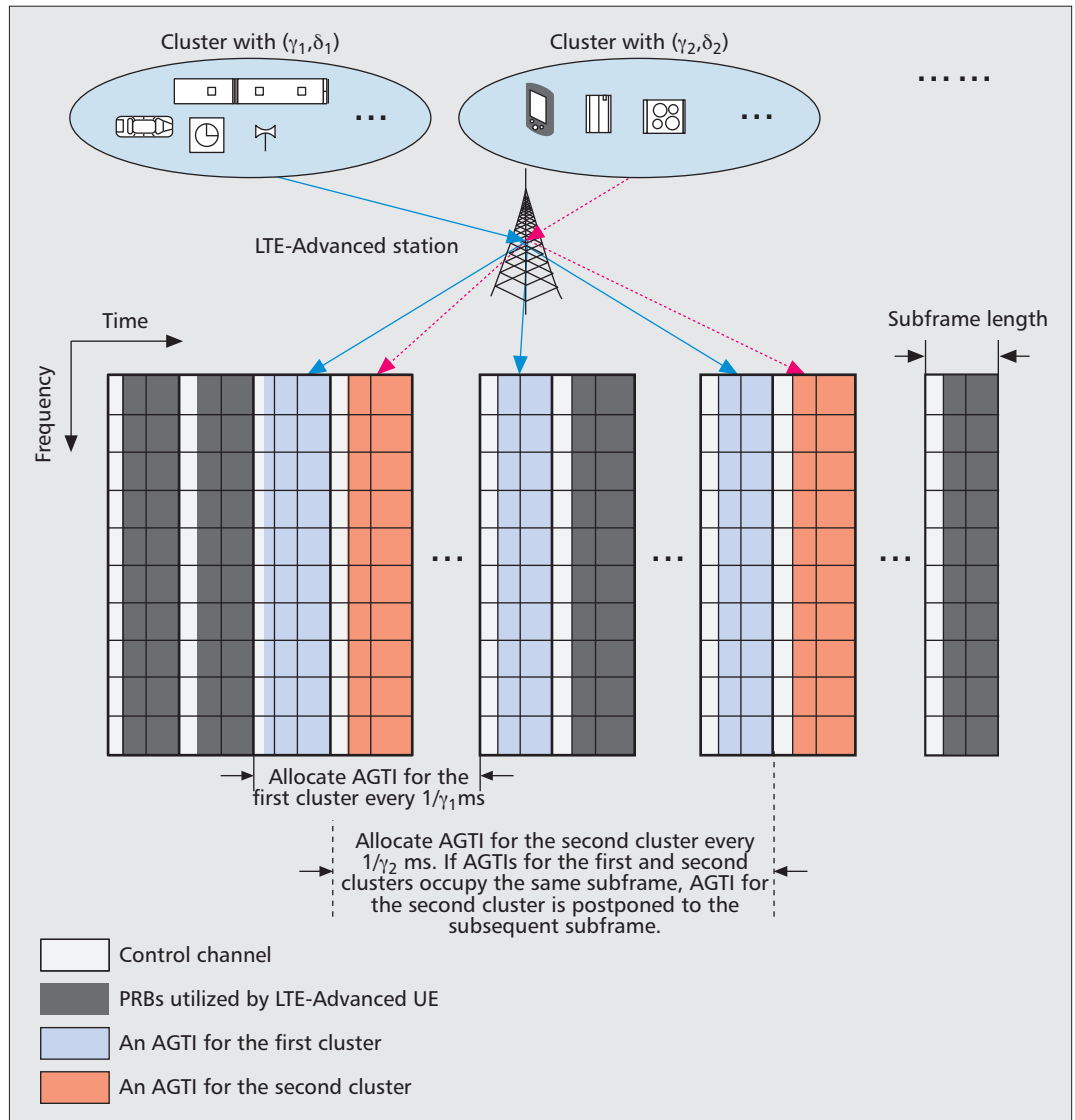 Cluster with (γ1,δ1)
Cluster with (γ2,δ2)
... ...
...
...
LTE-Advanced station
Time
Subframe length
Frequency
...
...
...
Allocate AGTI for the
first cluster every 1/γ1ms
Allocate AGTI for the second cluster every
1/γ2 ms. If AGTIs for the first and second
clusters occupy the same subframe, AGTI for
the second cluster is postponed to the
subsequent subframe.
Control channel
PRBs utilized by LTE-Advanced UE
An AGTI for the first cluster
An AGTI for the second cluster